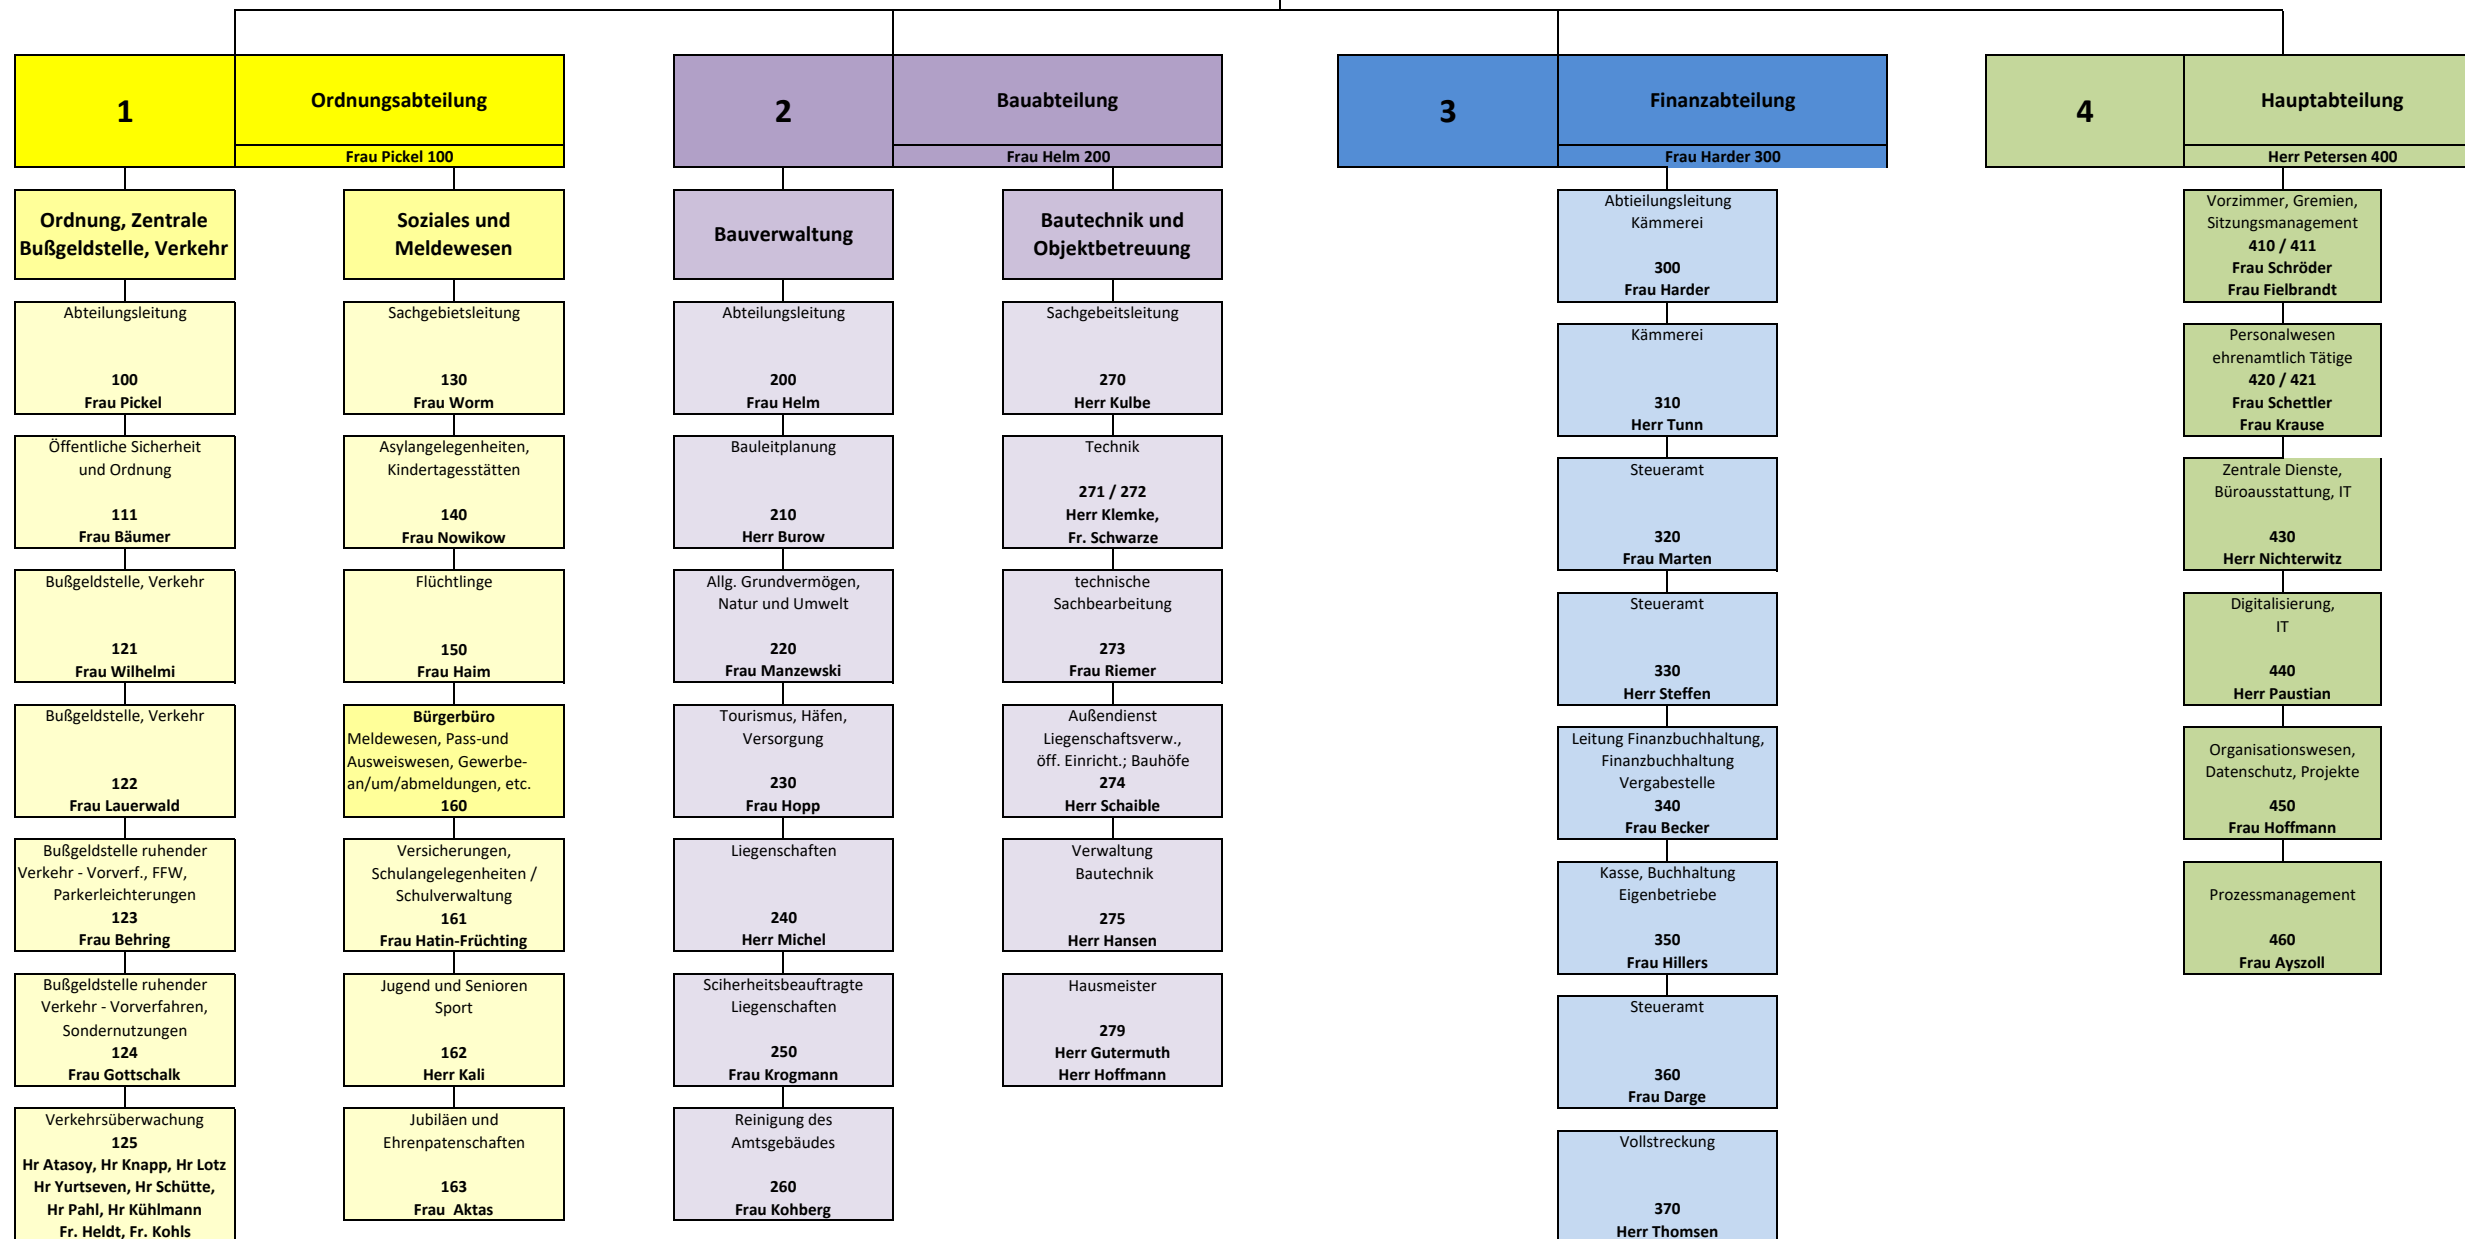 1
Ordnungsabteilung
Frau Pickel 100
Ordnung, Zentrale
Bußgeldstelle, Verkehr
Abteilungsleitung
100
Frau Pickel
Öffentliche Sicherheit
und Ordnung
111
Frau Bäumer
Bußgeldstelle, Verkehr
121
Frau Wilhelmi
Bußgeldstelle, Verkehr
122
Frau Lauerwald
Bußgeldstelle ruhender
Verkehr - Vorverf., FFW,
Parkerleichterungen
123
Frau Behring
Bußgeldstelle ruhender
Verkehr - Vorverfahren,
Sondernutzungen
124
Frau Gottschalk
Verkehrsüberwachung
125
Hr Atasoy, Hr Knapp, Hr Lotz
Hr Yurtseven, Hr Schütte,
Hr Pahl, Hr Kühlmann
Fr. Heldt, Fr. Kohls
Soziales und
Meldewesen
Sachgebietsleitung
130
Frau Worm
Asylangelegenheiten,
Kindertagesstätten
140
Frau Nowikow
Flüchtlinge
150
Frau Haim
Bürgerbüro
Meldewesen, Pass-und
Ausweiswesen, Gewerbe-
an/um/abmeldungen, etc.
160
Versicherungen,
Schulangelegenheiten /
Schulverwaltung
161
Frau Hatin-Früchting
Jugend und Senioren
Sport
162
Herr Kali
Jubiläen und
Ehrenpatenschaften
163
Frau  Aktas
2
Bauabteilung
Frau Helm 200
Bauverwaltung
Abteilungsleitung
200
Frau Helm
Bauleitplanung
210
Herr Burow
Allg. Grundvermögen,
Natur und Umwelt
220
Frau Manzewski
Tourismus, Häfen,
Versorgung
230
Frau Hopp
Liegenschaften
240
Herr Michel
Sciherheitsbeauftragte
Liegenschaften
250
Frau Krogmann
Reinigung des
Amtsgebäudes
260
Frau Kohberg
Bautechnik und
Objektbetreuung
Sachgebeitsleitung
270
Herr Kulbe
Technik
271 / 272
Herr Klemke,
Fr. Schwarze
technische
Sachbearbeitung
273
Frau Riemer
Außendienst
Liegenschaftsverw.,
öff. Einricht.; Bauhöfe
274
Herr Schaible
Verwaltung
Bautechnik
275
Herr Hansen
Hausmeister
279
Herr Gutermuth
Herr Hoffmann
3
Finanzabteilung
Frau Harder 300
Abtieilungsleitung
Kämmerei
300
Frau Harder
Kämmerei
310
Herr Tunn
Steueramt
320
Frau Marten
Steueramt
330
Herr Steffen
Leitung Finanzbuchhaltung,
Finanzbuchhaltung
Vergabestelle
340
Frau Becker
Kasse, Buchhaltung
Eigenbetriebe
350
Frau Hillers
Steueramt
360
Frau Darge
Vollstreckung
370
Herr Thomsen
4
Hauptabteilung
Herr Petersen 400
Vorzimmer, Gremien,
Sitzungsmanagement
410 / 411
Frau Schröder
Frau Fielbrandt
Personalwesen
ehrenamtlich Tätige
420 / 421
Frau Schettler
Frau Krause
Zentrale Dienste,
Büroausstattung, IT
430
Herr Nichterwitz
Digitalisierung,
IT
440
Herr Paustian
Organisationswesen,
Datenschutz, Projekte
450
Frau Hoffmann
Prozessmanagement
460
Frau Ayszoll